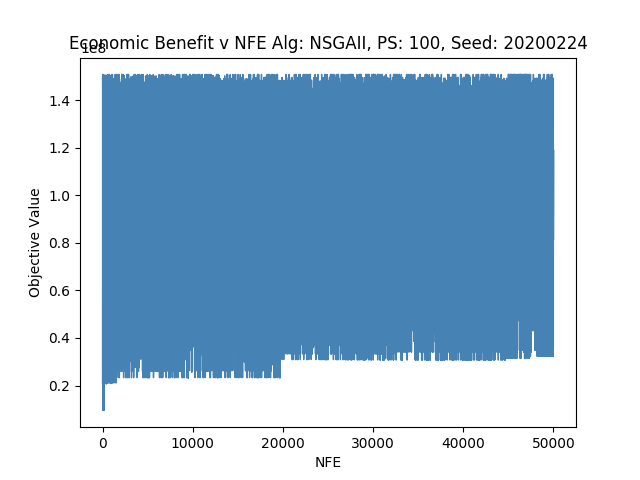 Economic Benefit v NFE Alg: NSGAII, PS: 100, Seed: 20200224
1e8
1.4
1.2
1.0
0.8
0.6
0.4
0.2
Objective Value
0 10000 20000 30000 40000 50000
NFE